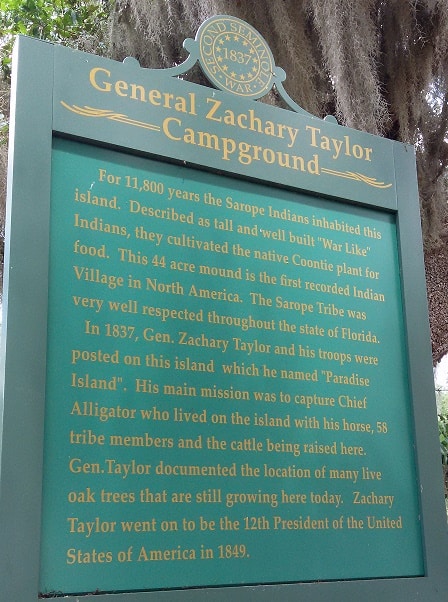 SECOND SEMINOLE
1837
WAR
General Zachary Taylor
Campground
For 11,800 years the Sarope Indians inhabited this
island. Described as tall and well built "War Like"
Indians, they cultivated the native Coontie plant for
food. This 44 acre mound is the first recorded Indian
Village in North America. The Sarope Tribe was
very well respected throughout the state of Florida.
In 1837, Gen. Zachary Taylor and his troops were
posted on this island which he named "Paradise
Island". His main mission was to capture Chief
Alligator who lived on the island with his horse, 58
tribe members and the cattle being raised here.
Gen.Taylor documented the location of many live
oak trees that are still growing here today. Zachary
Taylor went on to be the 12th President of the United
States of America in 1849.